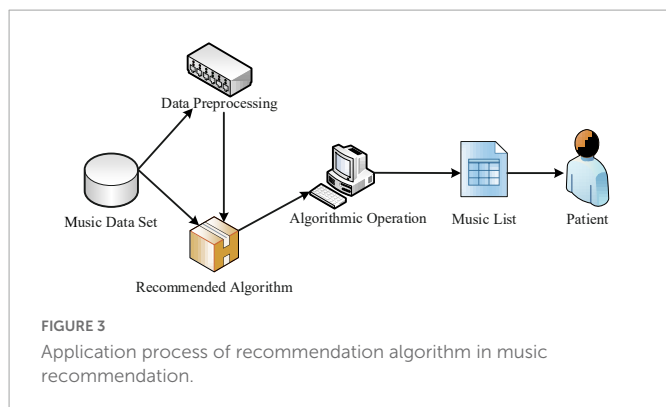 Data Preprocessing
Music Data Set
Algorithmic Operation
Music List
Patient
Recommended Algorithm
FIGURE 3
Application process of recommendation algorithm in music
recommendation.